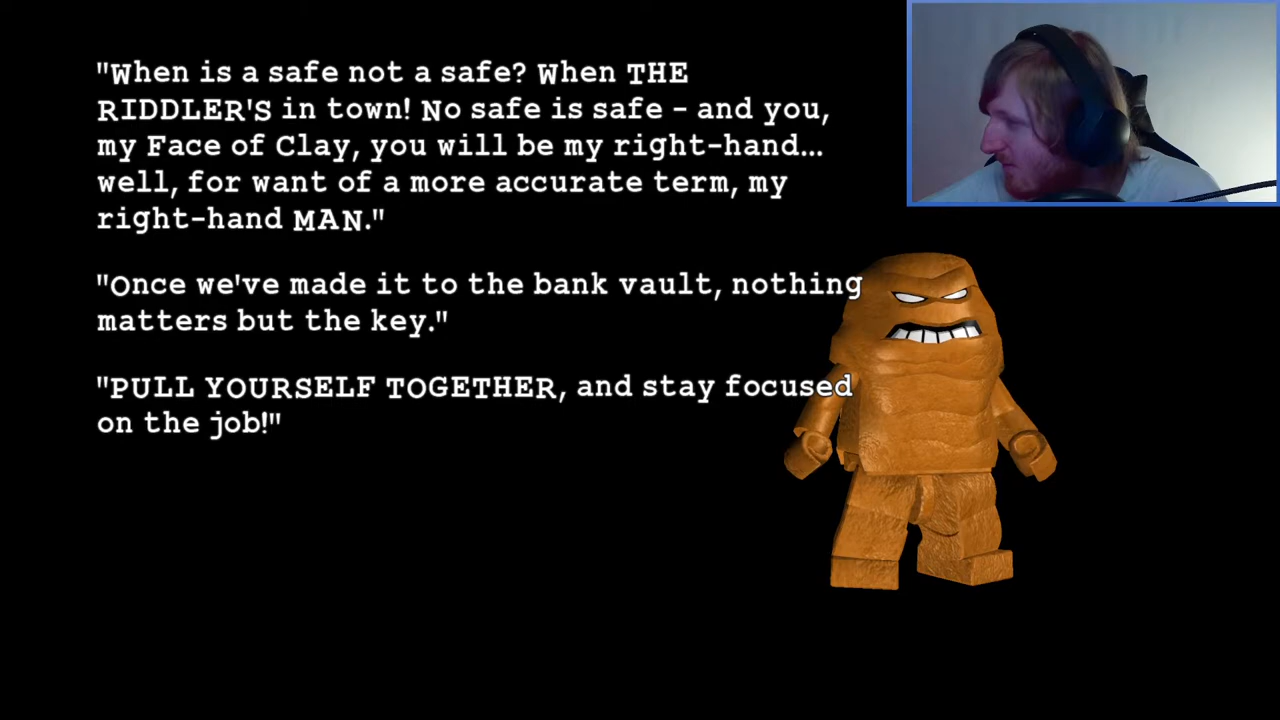 "When is a safe not a safe? When THE
RIDDLER'S in town! No safe is safe - and you,
my Face of Clay, you will be my right-hand...
well, for want of a more accurate term, my
right-hand MAN."
"Once we've made it to the bank vault, nothing
matters but the key."
"PULL YOURSELF TOGETHER, and stay focused
on the job!"